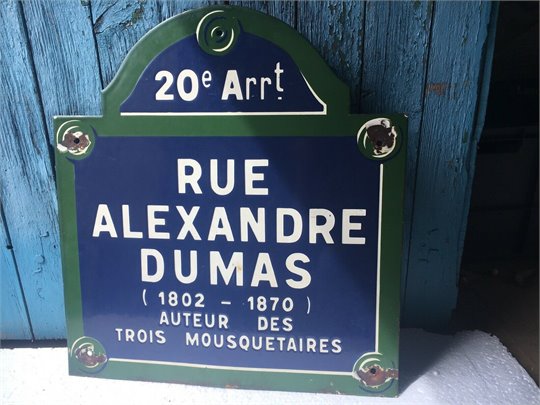 20e Arrt
RUE
ALEXANDRE
DUMAS
( 1802 - 1870 )
AUTEUR DES
TROIS MOUSQUETAIRES